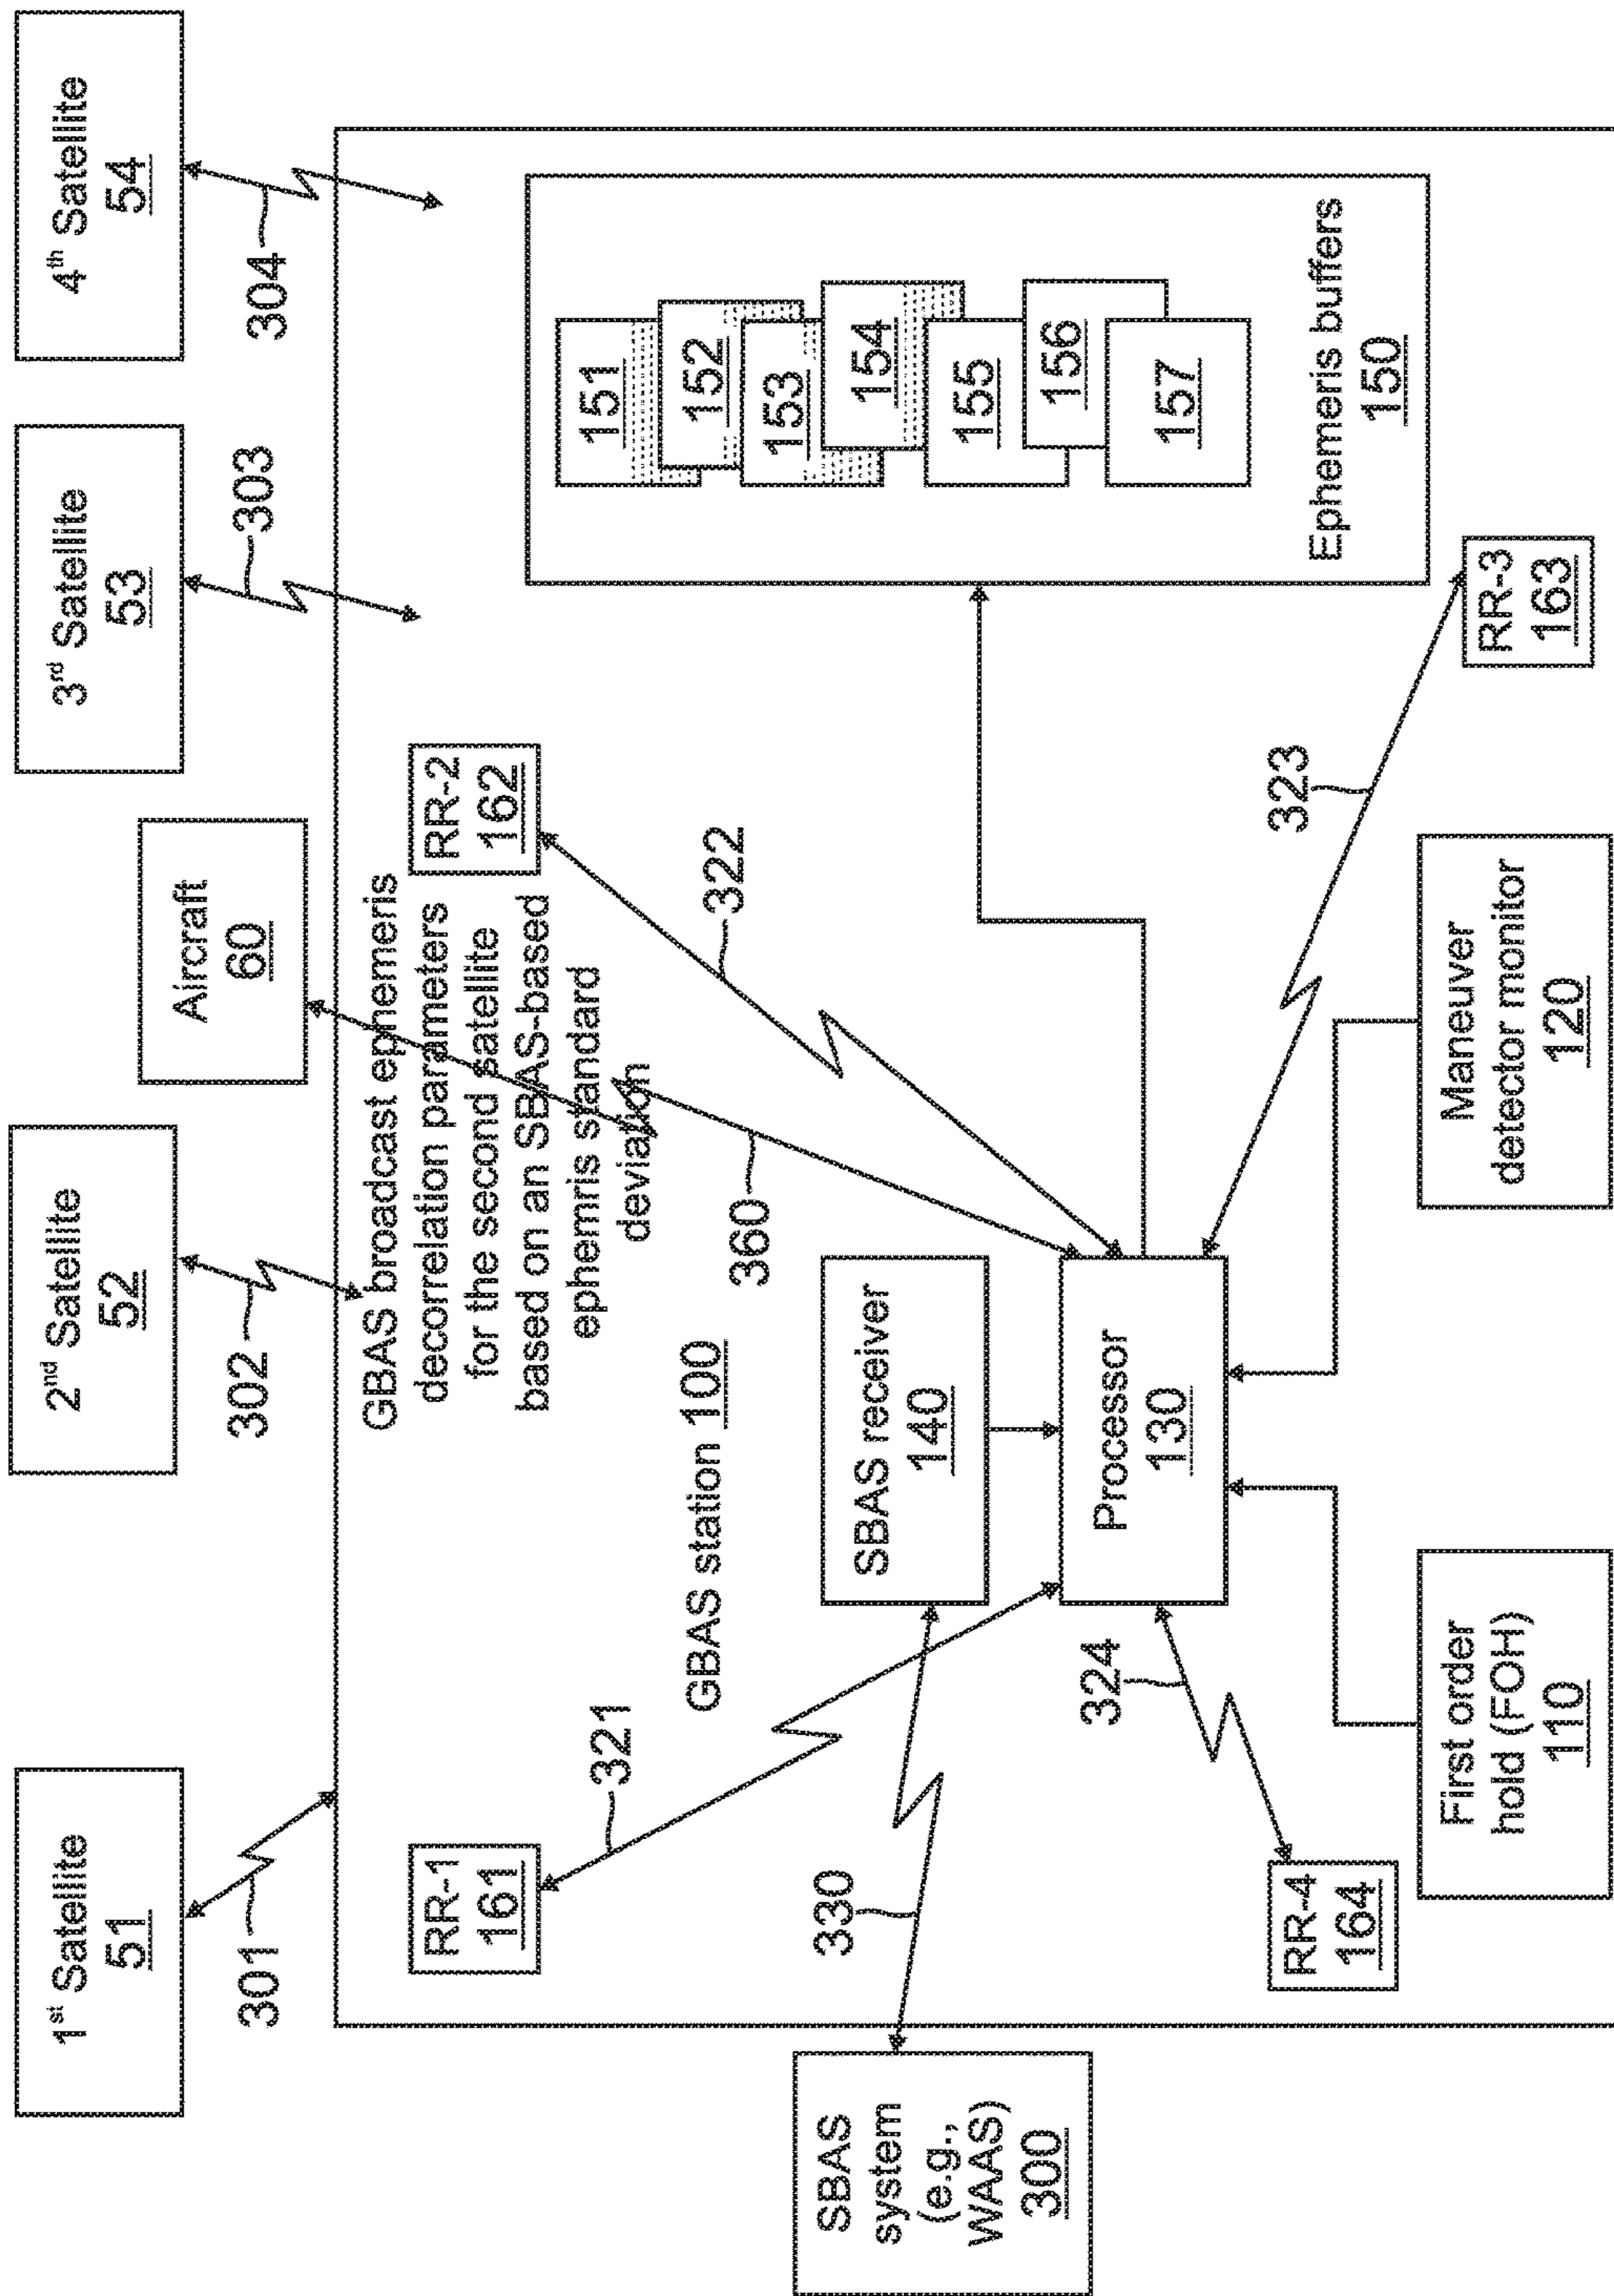 1st Satellite
51
2nd Satellite
52
Aircraft
60
3rd Satellite
53
4th Satellite
54
301
302
303
304
GBAS broadcast ephemeris
decorrelation parameters
for the second satellite
based on an SBAS-based
ephemris standard
deviation
RR-1
161
RR-2
162
321
GBAS station 100
360
322
151
152
153
154
155
156
157
Ephemeris buffers
150
SBAS
system
(e.g.,
WAAS)
300
330
SBAS receiver
140
Processor
130
324
323
RR-4
164
RR-3
163
First order
hold (FOH)
110
Maneuver
detector monitor
120